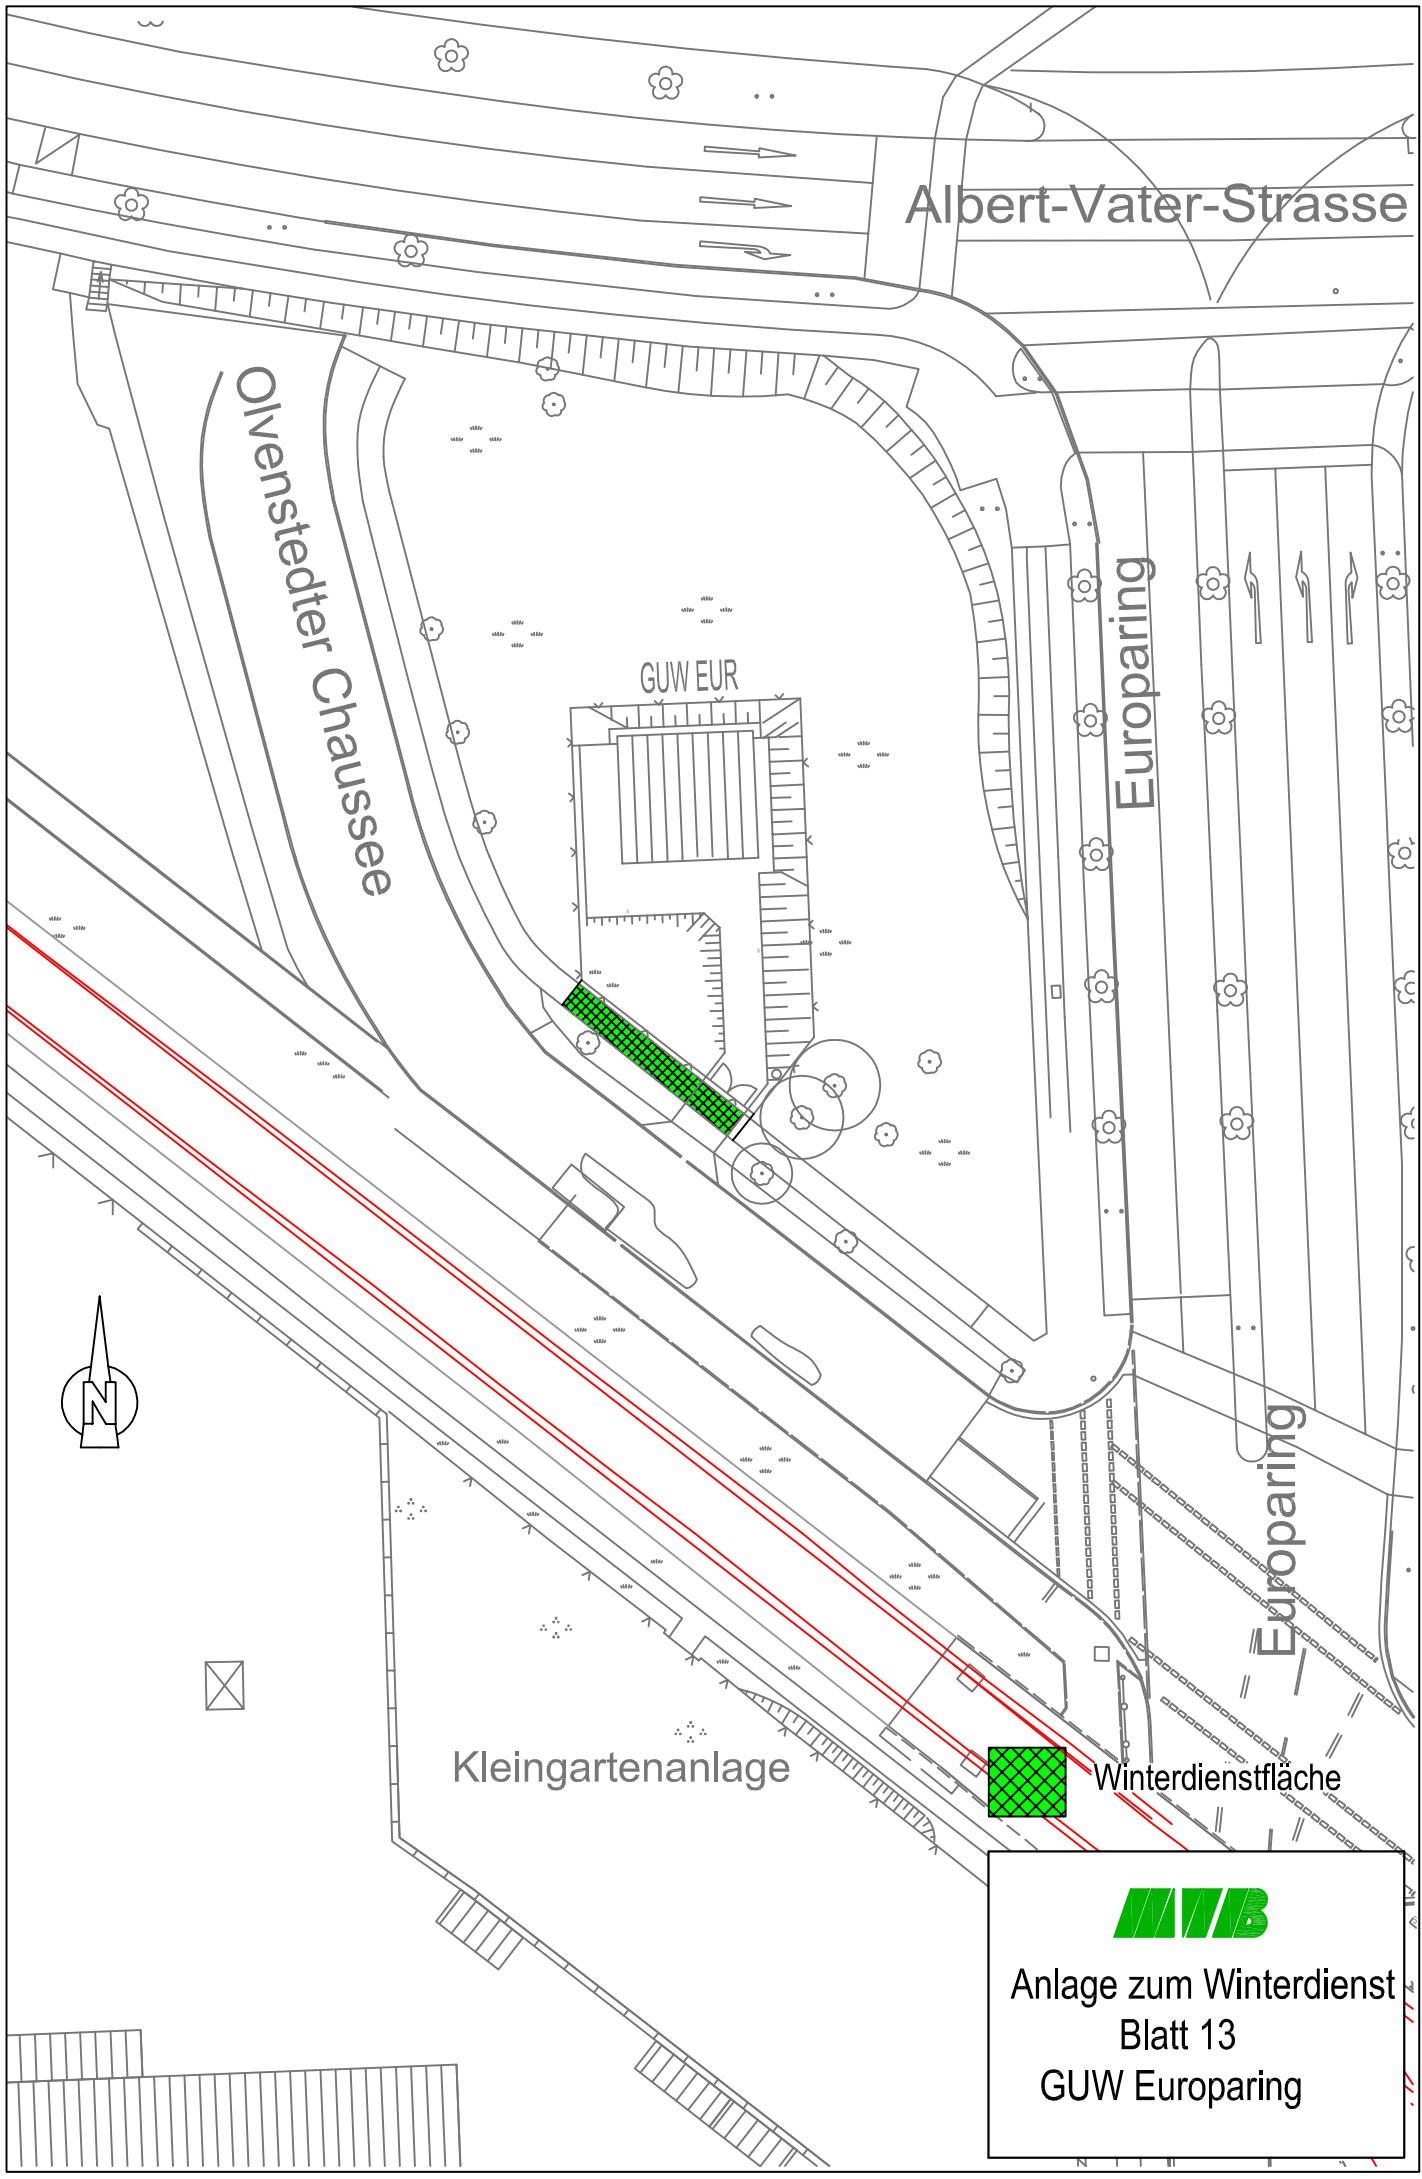 Albert-Vater-Strasse
Olvenstedter Chaussee
Europaring
GUW EUR
N
Europaring
Kleingartenanlage
Winterdienstfläche
MVB
Anlage zum Winterdienst
Blatt 13
GUW Europaring